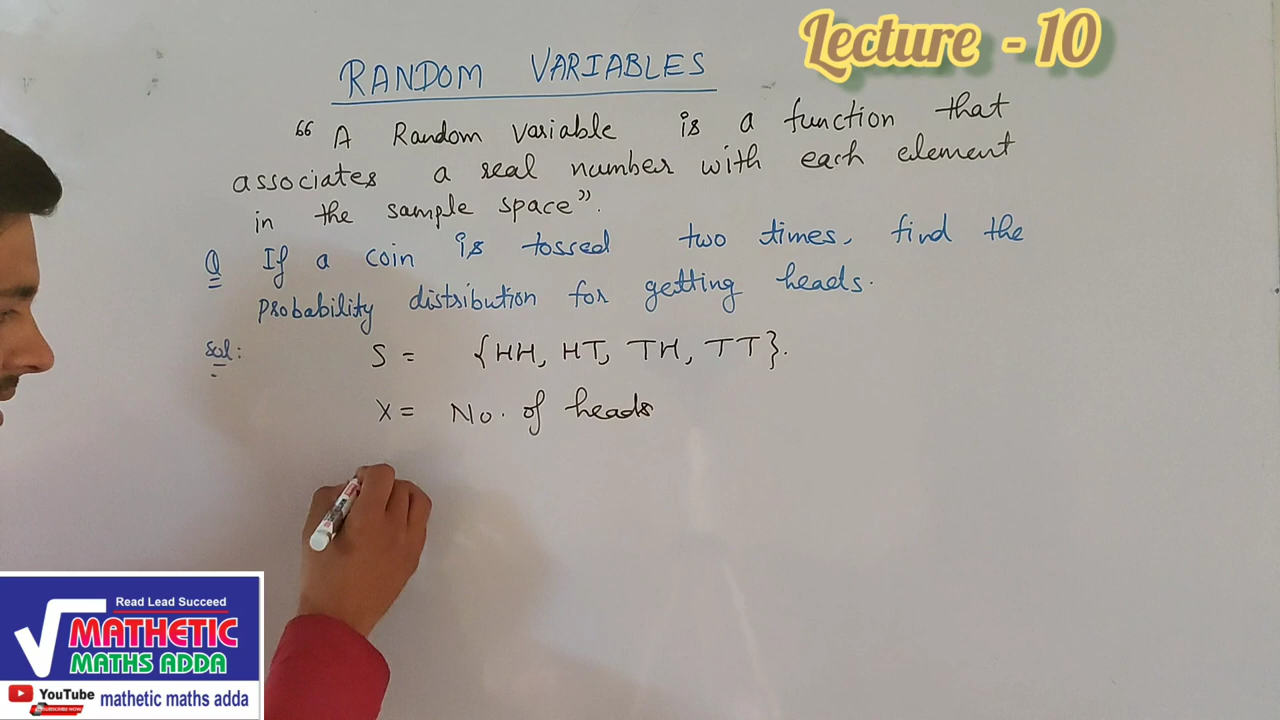 Lecture - 10
RANDOM VARIABLES
“ A Random Variable is a function that
associates a real number with each element
in the sample space”.
Q If a coin is tossed two times, find the
probability distribution for getting heads.
Sol: S = {HH, HT, TH, TT}.
X = No. of heads
Read Lead Succeed
MATHETIC
MATHS ADDA
YouTube mathetic maths adda
SUBSCRIBE NOW